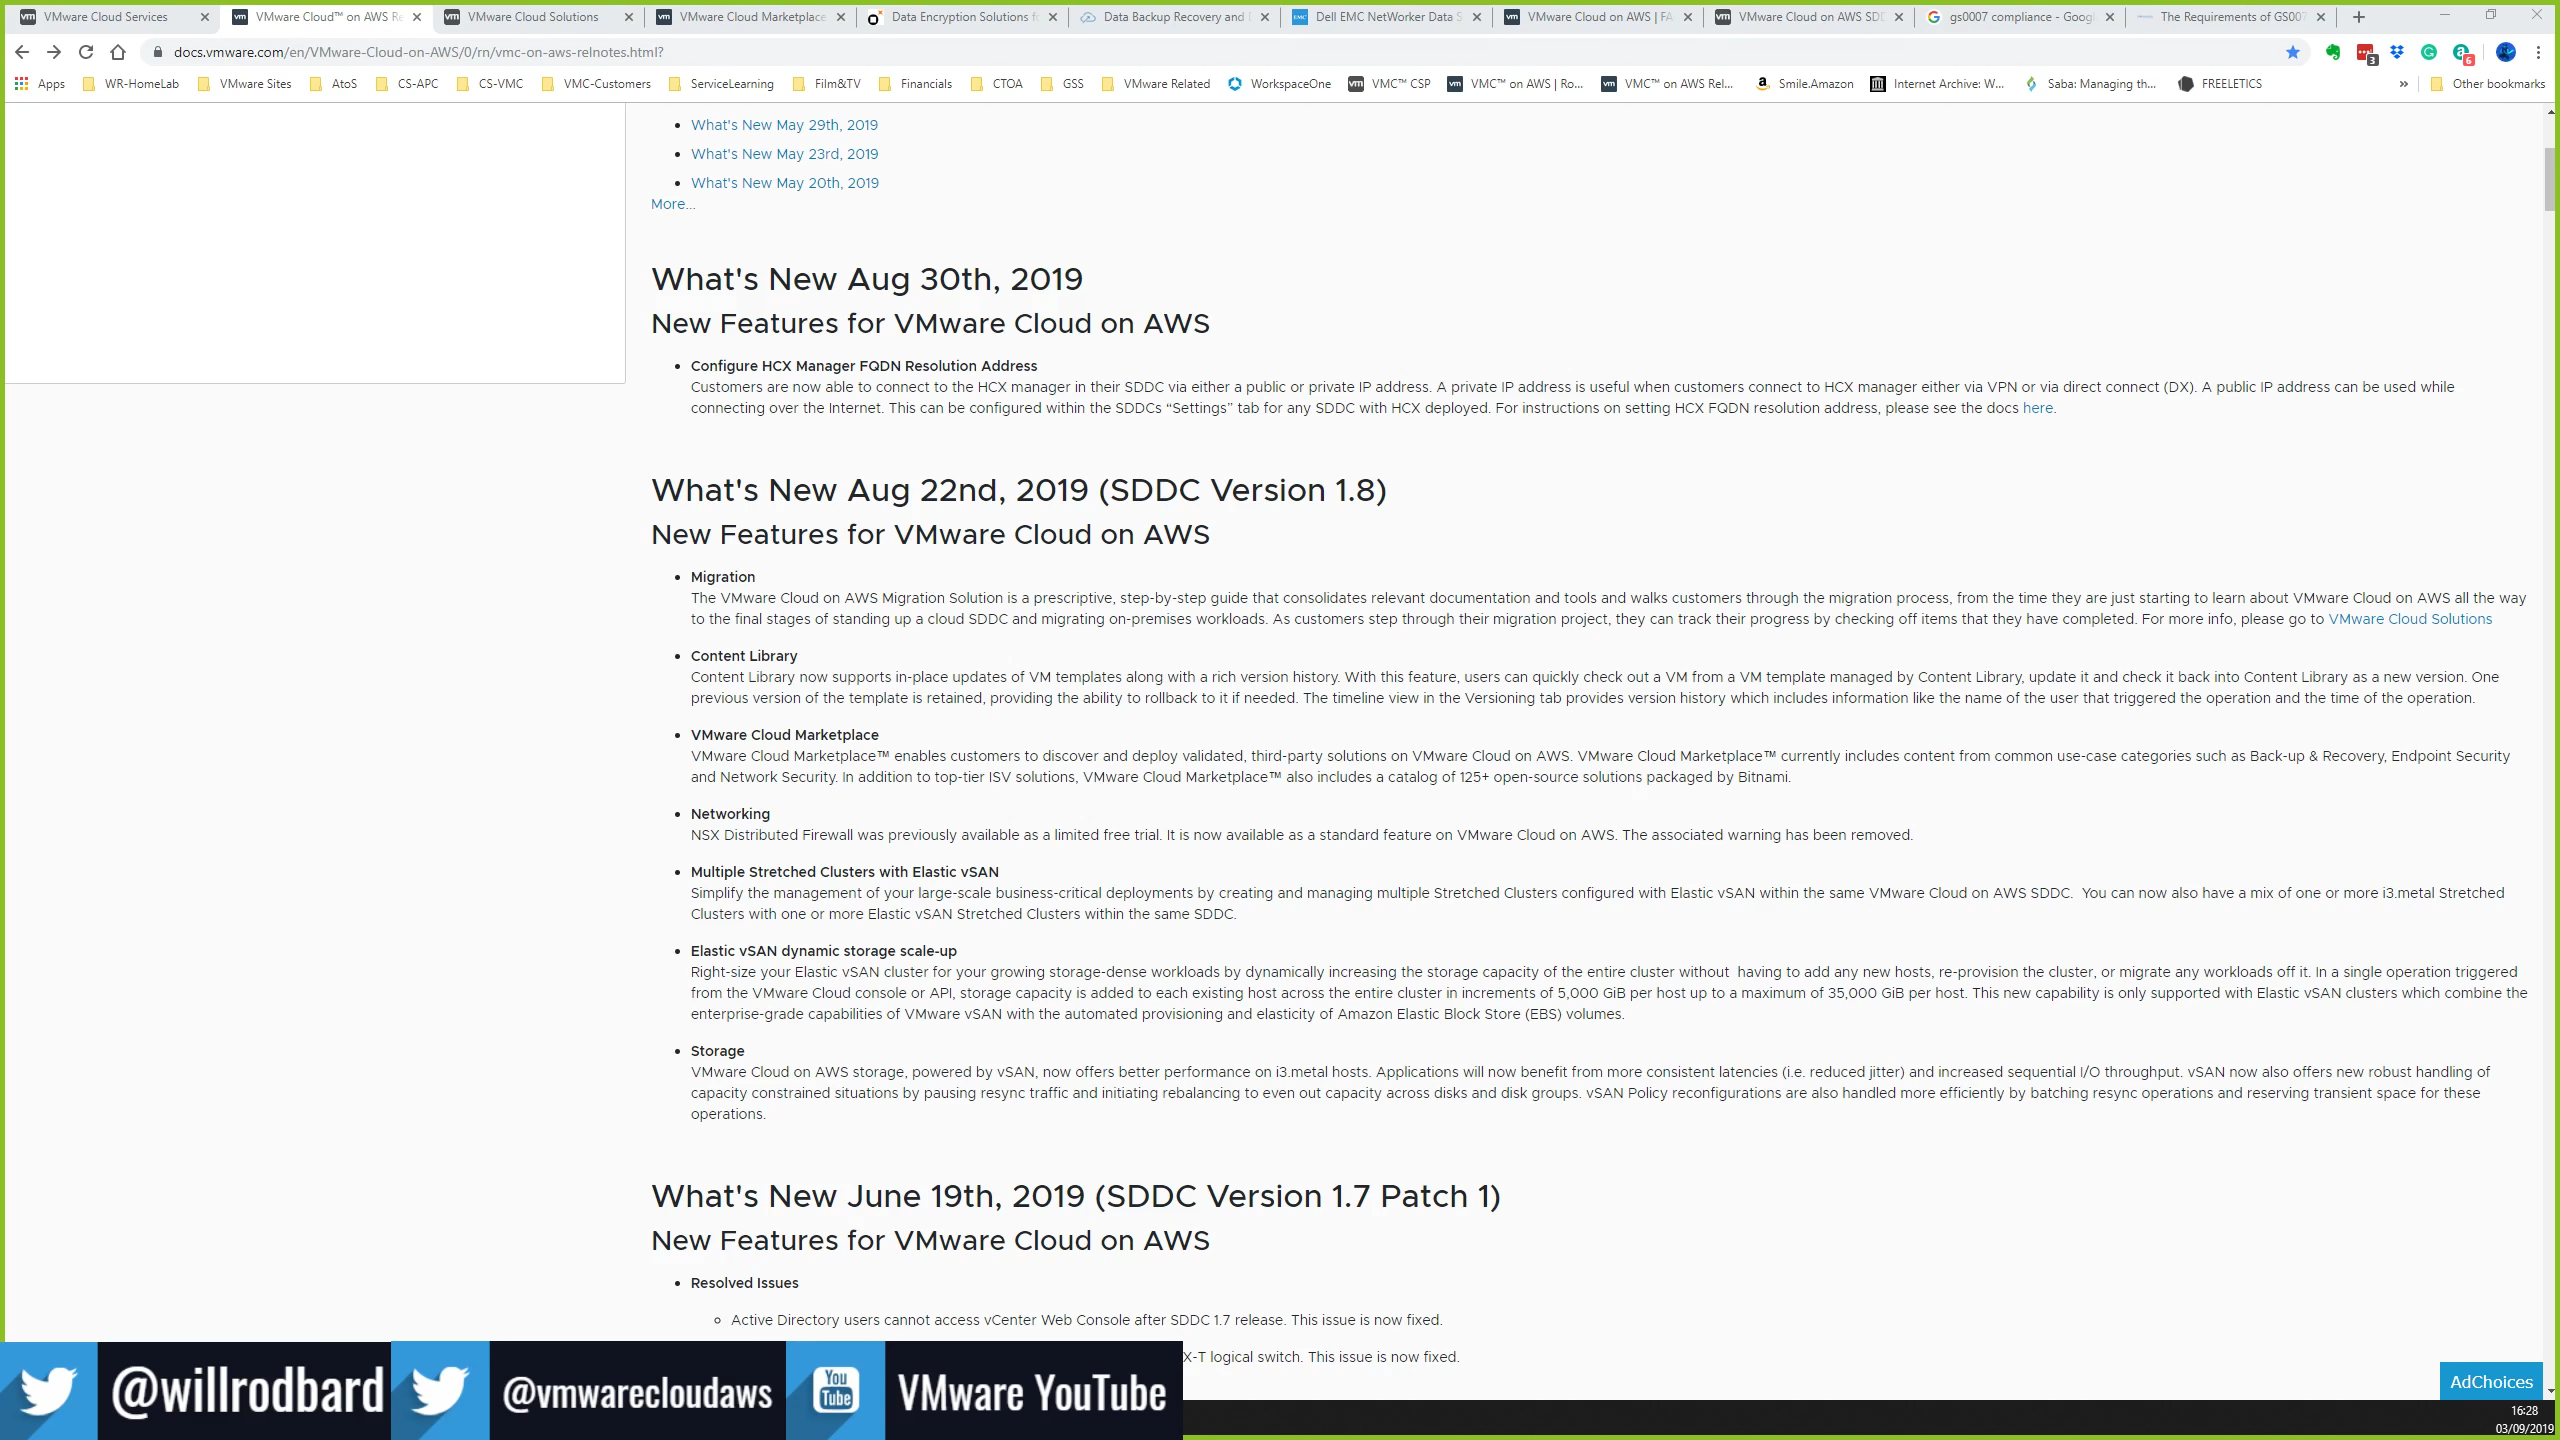 VMware Cloud Services
VMware Cloud™ on AWS Re
VMware Cloud Solutions
VMware Cloud Marketplace
Data Encryption Solutions fo
Data Backup Recovery and
Dell EMC NetWorker Data S
VMware Cloud on AWS | FA
VMware Cloud on AWS SDD
gs0007 compliance - Googl
The Requirements of GS007
docs.vmware.com/en/VMware-Cloud-on-AWS/0/rn/vmc-on-aws-relnotes.html?
3
6
Apps
WR-HomeLab
VMware Sites
AtoS
CS-APC
CS-VMC
VMC-Customers
ServiceLearning
Film&TV
Financials
CTOA
GSS
VMware Related
WorkspaceOne
VMC™ CSP
VMC™ on AWS | Ro...
VMC™ on AWS Rel...
Smile.Amazon
Internet Archive: W...
Saba: Managing th...
FREELETICS
»
Other bookmarks
• What's New May 29th, 2019
• What's New May 23rd, 2019
• What's New May 20th, 2019
More...
What's New Aug 30th, 2019
New Features for VMware Cloud on AWS
• Configure HCX Manager FQDN Resolution Address
Customers are now able to connect to the HCX manager in their SDDC via either a public or private IP address. A private IP address is useful when customers connect to HCX manager either via VPN or via direct connect (DX). A public IP address can be used while
connecting over the Internet. This can be configured within the SDDCs “Settings” tab for any SDDC with HCX deployed. For instructions on setting HCX FQDN resolution address, please see the docs here.
What's New Aug 22nd, 2019 (SDDC Version 1.8)
New Features for VMware Cloud on AWS
• Migration
The VMware Cloud on AWS Migration Solution is a prescriptive, step-by-step guide that consolidates relevant documentation and tools and walks customers through the migration process, from the time they are just starting to learn about VMware Cloud on AWS all the way
to the final stages of standing up a cloud SDDC and migrating on-premises workloads. As customers step through their migration project, they can track their progress by checking off items that they have completed. For more info, please go to VMware Cloud Solutions
• Content Library
Content Library now supports in-place updates of VM templates along with a rich version history. With this feature, users can quickly check out a VM from a VM template managed by Content Library, update it and check it back into Content Library as a new version. One
previous version of the template is retained, providing the ability to rollback to it if needed. The timeline view in the Versioning tab provides version history which includes information like the name of the user that triggered the operation and the time of the operation.
• VMware Cloud Marketplace
VMware Cloud Marketplace™ enables customers to discover and deploy validated, third-party solutions on VMware Cloud on AWS. VMware Cloud Marketplace™ currently includes content from common use-case categories such as Back-up & Recovery, Endpoint Security
and Network Security. In addition to top-tier ISV solutions, VMware Cloud Marketplace™ also includes a catalog of 125+ open-source solutions packaged by Bitnami.
• Networking
NSX Distributed Firewall was previously available as a limited free trial. It is now available as a standard feature on VMware Cloud on AWS. The associated warning has been removed.
• Multiple Stretched Clusters with Elastic vSAN
Simplify the management of your large-scale business-critical deployments by creating and managing multiple Stretched Clusters configured with Elastic vSAN within the same VMware Cloud on AWS SDDC. You can now also have a mix of one or more i3.metal Stretched
Clusters with one or more Elastic vSAN Stretched Clusters within the same SDDC.
• Elastic vSAN dynamic storage scale-up
Right-size your Elastic vSAN cluster for your growing storage-dense workloads by dynamically increasing the storage capacity of the entire cluster without having to add any new hosts, re-provision the cluster, or migrate any workloads off it. In a single operation triggered
from the VMware Cloud console or API, storage capacity is added to each existing host across the entire cluster in increments of 5,000 GiB per host up to a maximum of 35,000 GiB per host. This new capability is only supported with Elastic vSAN clusters which combine the
enterprise-grade capabilities of VMware vSAN with the automated provisioning and elasticity of Amazon Elastic Block Store (EBS) volumes.
• Storage
VMware Cloud on AWS storage, powered by vSAN, now offers better performance on i3.metal hosts. Applications will now benefit from more consistent latencies (i.e. reduced jitter) and increased sequential I/O throughput. vSAN now also offers new robust handling of
capacity constrained situations by pausing resync traffic and initiating rebalancing to even out capacity across disks and disk groups. vSAN Policy reconfigurations are also handled more efficiently by batching resync operations and reserving transient space for these
operations.
What's New June 19th, 2019 (SDDC Version 1.7 Patch 1)
New Features for VMware Cloud on AWS
• Resolved Issues
Active Directory users cannot access vCenter Web Console after SDDC 1.7 release. This issue is now fixed.
X-T logical switch. This issue is now fixed.
@willrodbard
@vmwarecloudaws
You Tube
VMware YouTube
AdChoices
16:28
03/09/2019